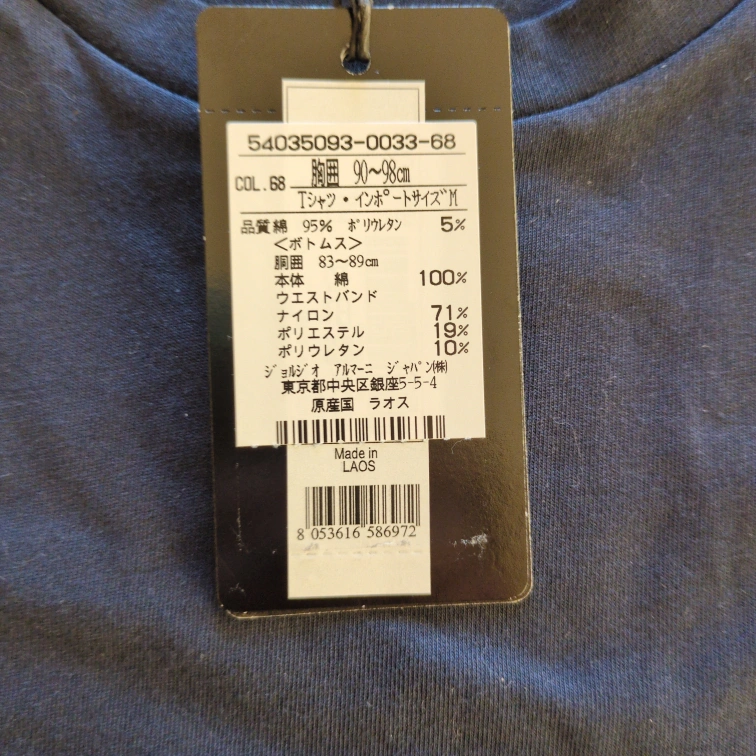 54035093-0033-68
COL.68 胸囲 90〜98cm
Tシャツ・インポートサイズM
品質綿 95% ポリウレタン 5%
<ボトムス>
胴囲 83〜89cm
本体 綿 100%
ウエストバンド
ナイロン 71%
ポリエステル 19%
ポリウレタン 10%
ジョルジオ アルマーニ ジャパン(株)
東京都中央区銀座5-5-4
原産国 ラオス
Made in
LAOS
8 053616 586972